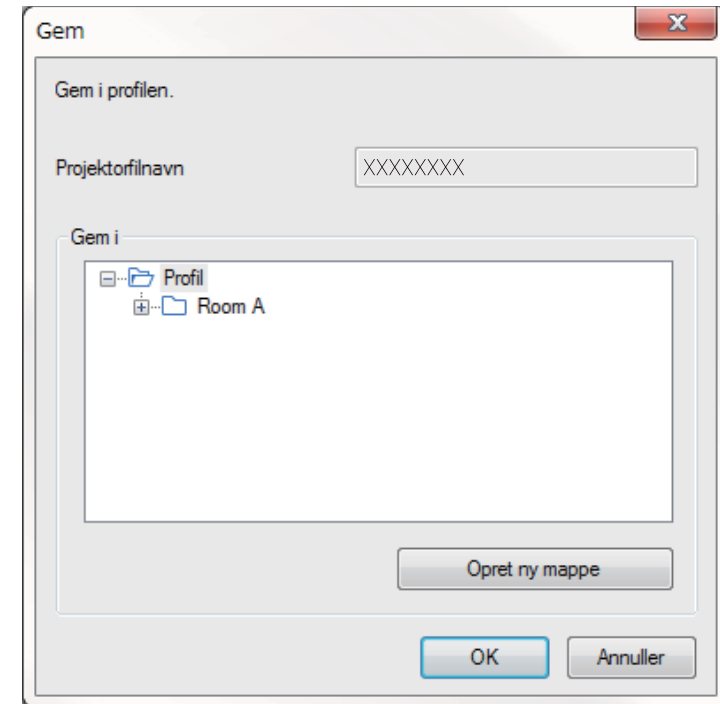 Gem
Gem i profilen.
Projektorfilnavn XXXXXXXX
Gem i
Profil
Room A
Opret ny mappe
OK Annuller